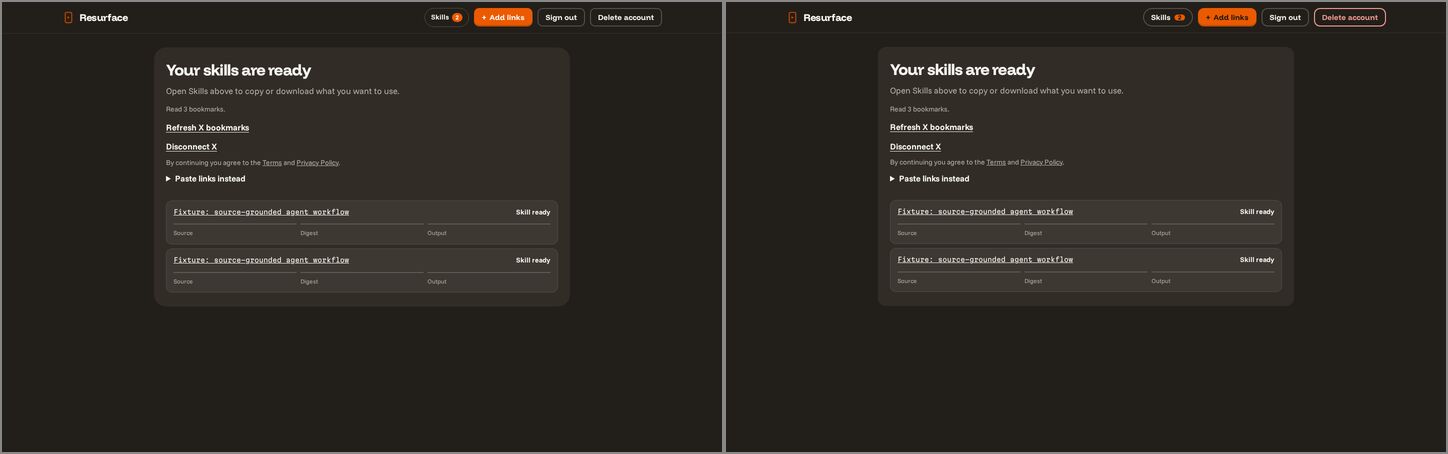 Resurface
Skills 2 + Add links Sign out Delete account
Your skills are ready
Open Skills above to copy or download what you want to use.
Read 3 bookmarks.
Refresh X bookmarks
Disconnect X
By continuing you agree to the Terms and Privacy Policy.
▶ Paste links instead
Fixture: source-grounded agent workflow Skill ready
Source Digest Output
Fixture: source-grounded agent workflow Skill ready
Source Digest Output
Resurface
Skills 2 + Add links Sign out Delete account
Your skills are ready
Open Skills above to copy or download what you want to use.
Read 3 bookmarks.
Refresh X bookmarks
Disconnect X
By continuing you agree to the Terms and Privacy Policy.
▶ Paste links instead
Fixture: source-grounded agent workflow Skill ready
Source Digest Output
Fixture: source-grounded agent workflow Skill ready
Source Digest Output